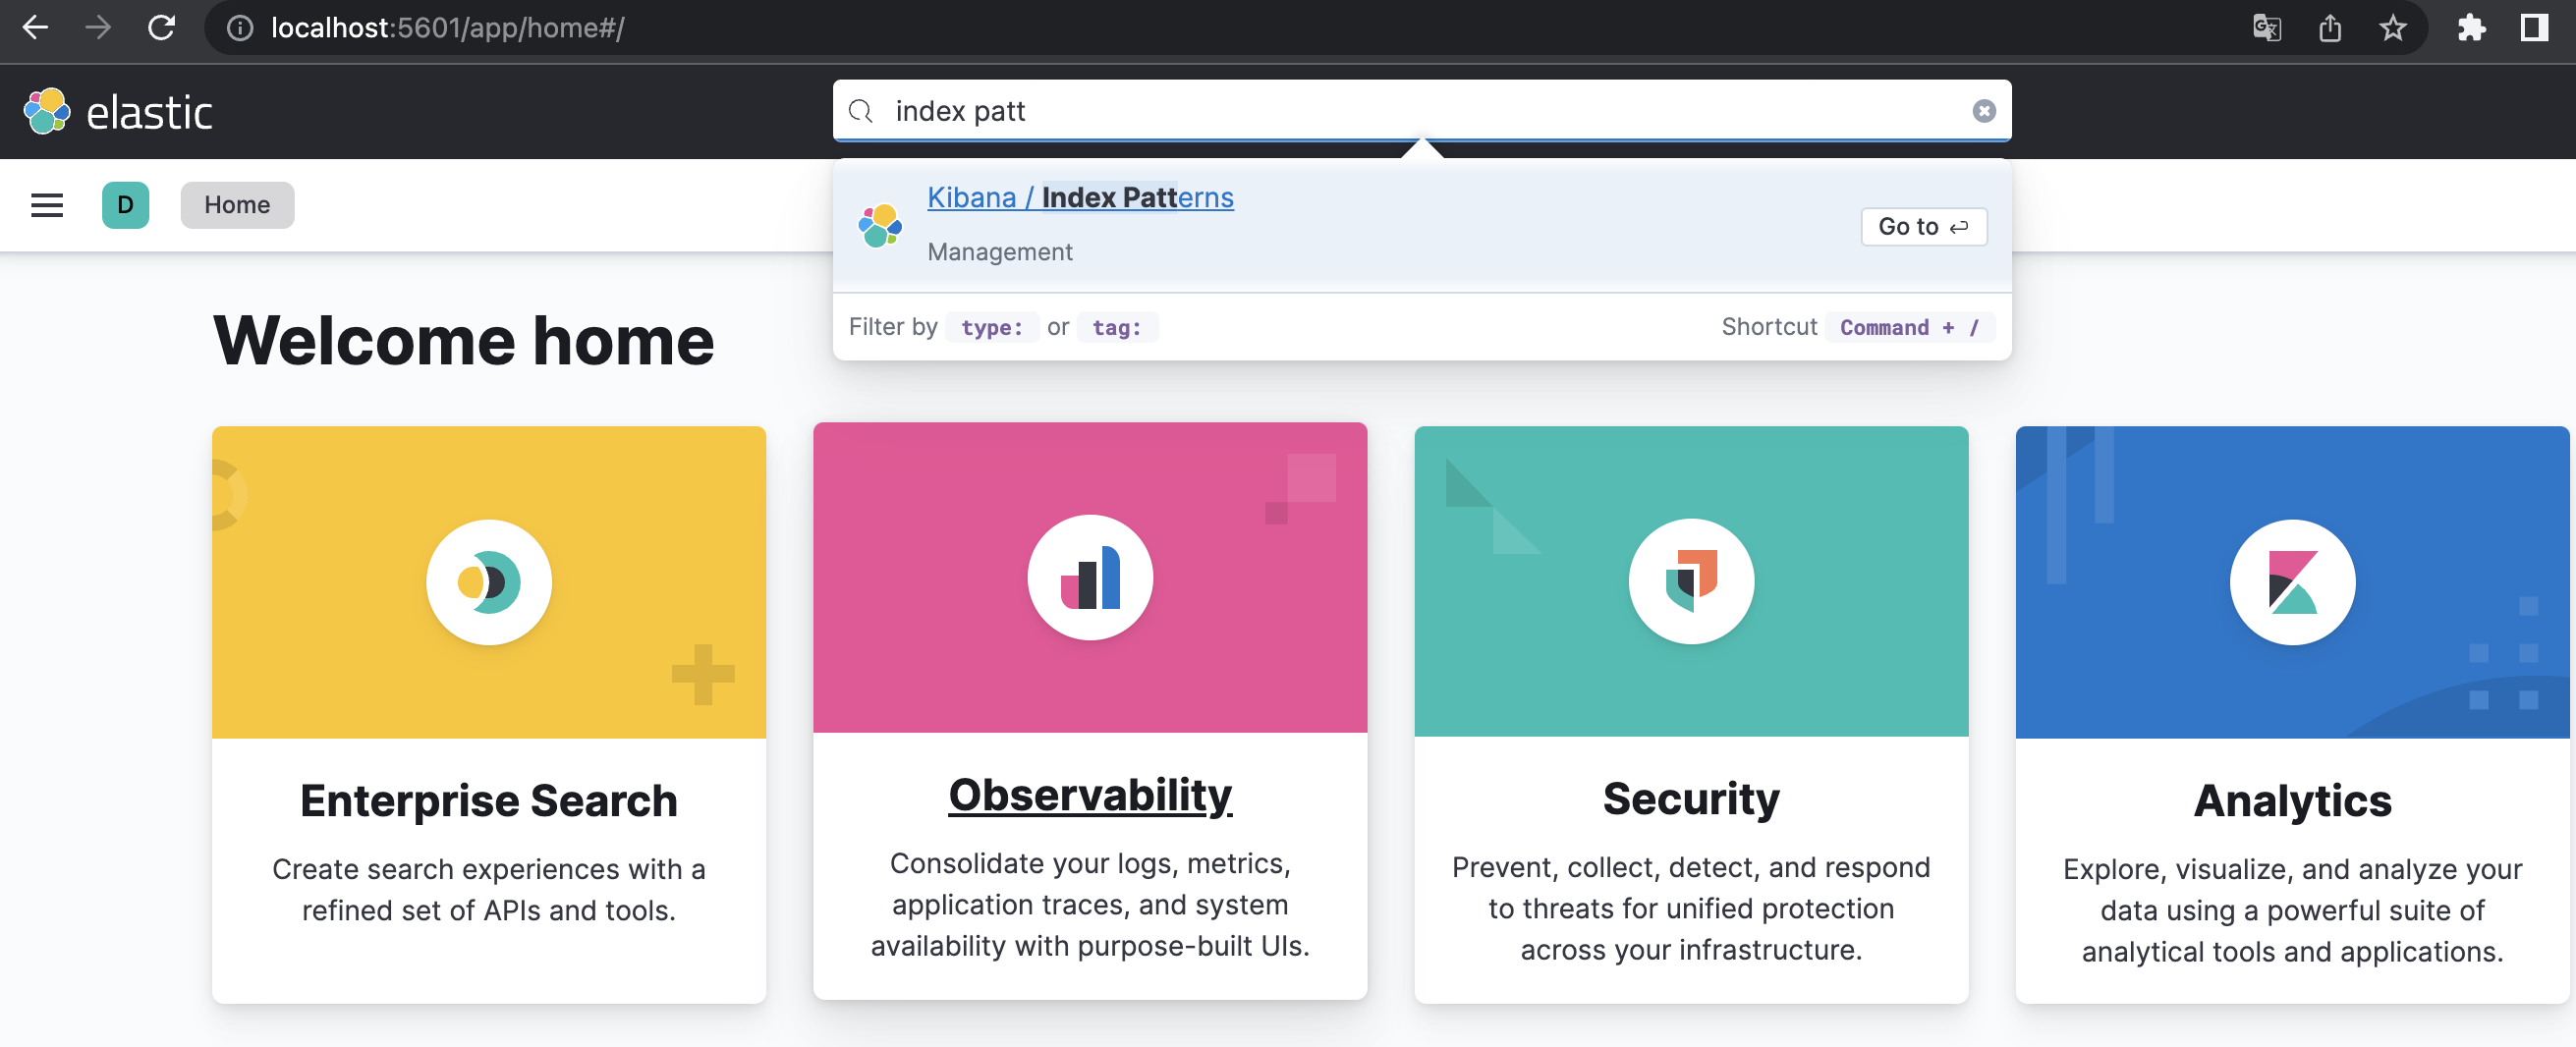 localhost:5601/app/home#/
elastic
index patt
D
Home
Kibana / Index Patterns
Management
Go to
Filter by type: or tag:
Shortcut Command + /
Welcome home
Enterprise Search
Create search experiences with a
refined set of APIs and tools.
Observability
Consolidate your logs, metrics,
application traces, and system
availability with purpose-built UIs.
Security
Prevent, collect, detect, and respond
to threats for unified protection
across your infrastructure.
Analytics
Explore, visualize, and analyze your
data using a powerful suite of
analytical tools and applications.